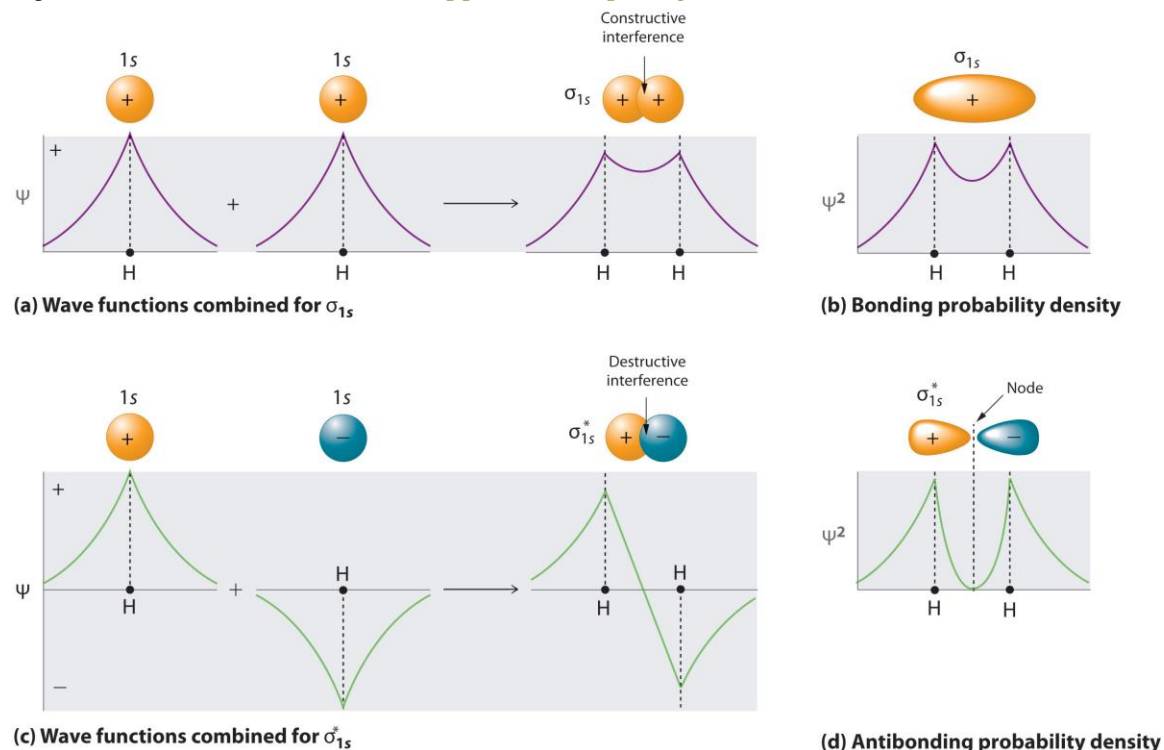 Constructive
interference
1s
1s
σ1s
+
+
+
+
σ1s
+
+
Ψ
+
H
H
H
H
Ψ²
H
H
(a) Wave functions combined for σ1s
(b) Bonding probability density
Destructive
interference
1s
1s
σ*1s
+
−
+
−
σ*1s
Node
+
−
+
Ψ
−
H
+
H
H
H
Ψ²
H
H
(c) Wave functions combined for σ*1s
(d) Antibonding probability density